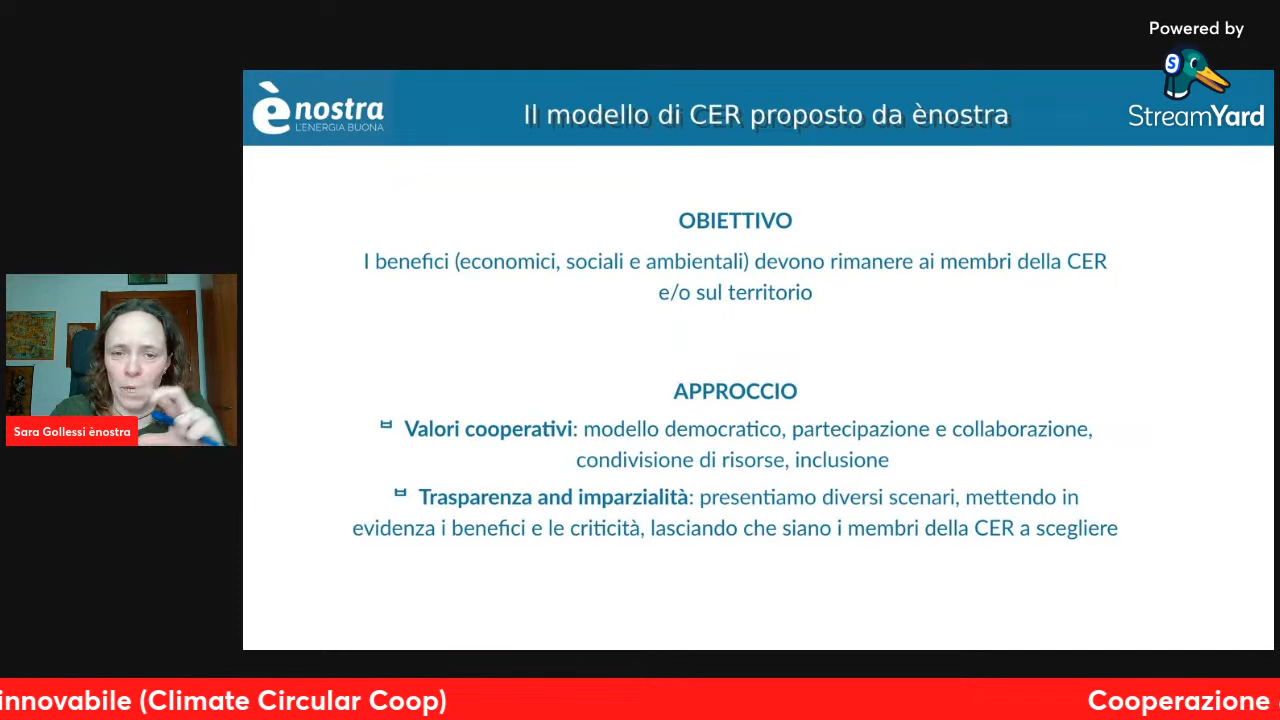 Powered by
S
StreamYard
è nostra
L'ENERGIA BUONA
Il modello di CER proposto da ènostra
OBIETTIVO
I benefici (economici, sociali e ambientali) devono rimanere ai membri della CER
e/o sul territorio
APPROCCIO
Valori cooperativi: modello democratico, partecipazione e collaborazione,
condivisione di risorse, inclusione
Trasparenza and imparzialità: presentiamo diversi scenari, mettendo in
evidenza i benefici e le criticità, lasciando che siano i membri della CER a scegliere
Sara Gollessi ènostra
innovabile (Climate Circular Coop)
Cooperazione